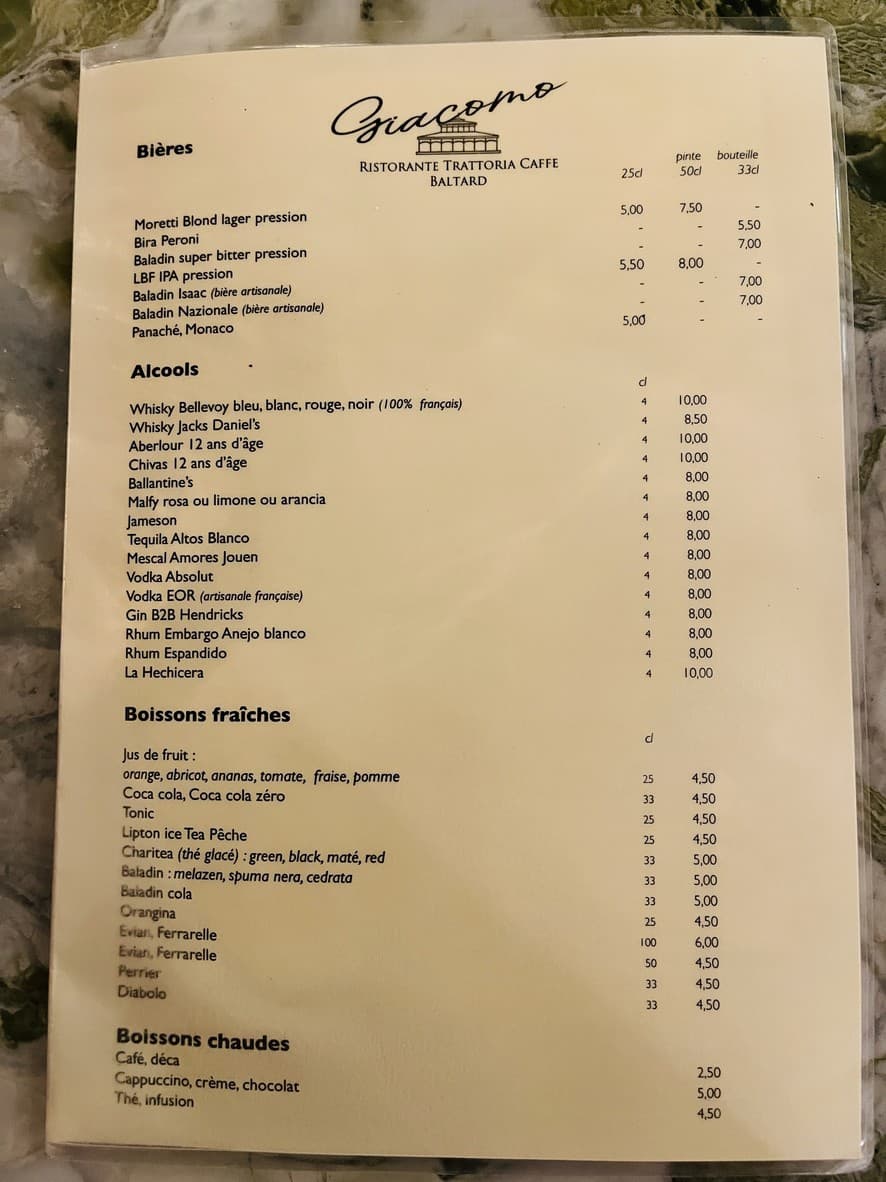 Giacomo
RISTORANTE TRATTORIA CAFFE
BALTARD
Bières
pinte bouteille
25cl 50cl 33cl
Moretti Blond lager pression 5,00 7,50 -
Bira Peroni - - 5,50
Baladin super bitter pression - - 7,00
LBF IPA pression 5,50 8,00 -
Baladin Isaac (bière artisanale) - - 7,00
Baladin Nazionale (bière artisanale) - - 7,00
Panaché, Monaco 5,00 - -
Alcools
cl
Whisky Bellevoy bleu, blanc, rouge, noir (100% français) 4 10,00
Whisky Jacks Daniel's 4 8,50
Aberlour 12 ans d'âge 4 10,00
Chivas 12 ans d'âge 4 10,00
Ballantine's 4 8,00
Malfy rosa ou limone ou arancia 4 8,00
Jameson 4 8,00
Tequila Altos Blanco 4 8,00
Mescal Amores Jouen 4 8,00
Vodka Absolut 4 8,00
Vodka EOR (artisanale française) 4 8,00
Gin B2B Hendricks 4 8,00
Rhum Embargo Anejo blanco 4 8,00
Rhum Espandido 4 8,00
La Hechicera 4 10,00
Boissons fraîches
cl
Jus de fruit :
orange, abricot, ananas, tomate, fraise, pomme 25 4,50
Coca cola, Coca cola zéro 33 4,50
Tonic 25 4,50
Lipton ice Tea Pêche 25 4,50
Charitea (thé glacé) : green, black, maté, red 33 5,00
Baladin : melazen, spuma nera, cedrata 33 5,00
Baladin cola 33 5,00
Orangina 25 4,50
Evian, Ferrarelle 100 6,00
Evian, Ferrarelle 50 4,50
Perrier 33 4,50
Diabolo 33 4,50
Boissons chaudes
Café, déca 2,50
Cappuccino, crème, chocolat 5,00
Thé, infusion 4,50